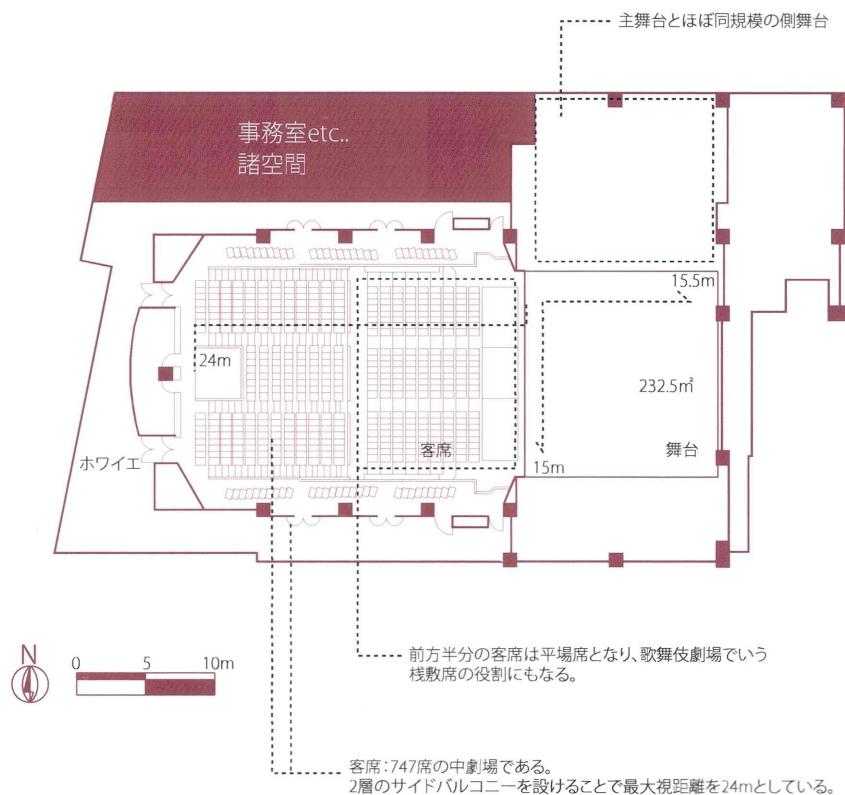 主舞台とほぼ同規模の側舞台
事務室etc..
諸空間
15.5m
24m
232.5㎡
ホワイエ
客席
舞台
15m
N
0 5 10m
前方半分の客席は平場席となり、歌舞伎劇場でいう
桟敷席の役割にもなる。
客席：747席の中劇場である。
2層のサイドバルコニーを設けることで最大視距離を24mとしている。